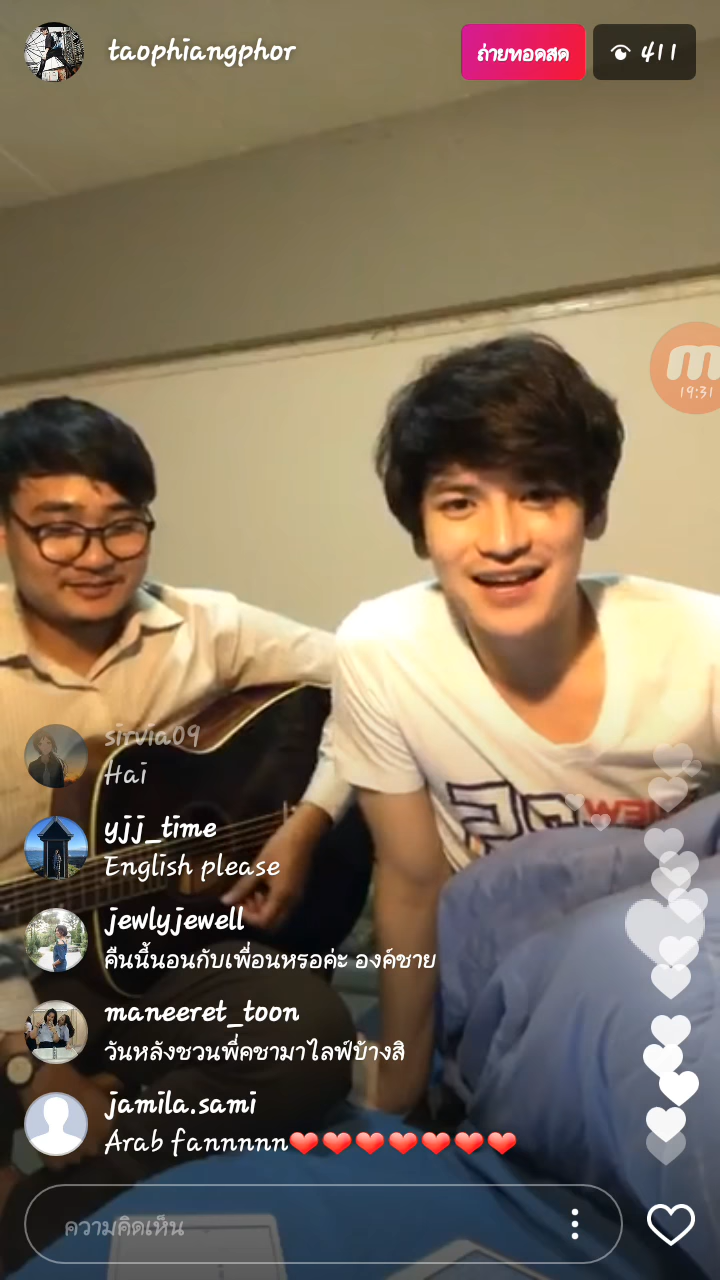 taophiangphor
ถ่ายทอดสด
411
m
19:31
sirvia09
Hai
yjj_time
English please
jewlyjewell
คืนนี้นอนกับเพื่อนหรอค่ะ องค์ชาย
maneeret_toon
วันหลังชวนพี่คชามาไลฟ์บ้างสิ
jamila.sami
Arab fannnnn❤❤❤❤❤❤❤
ความคิดเห็น